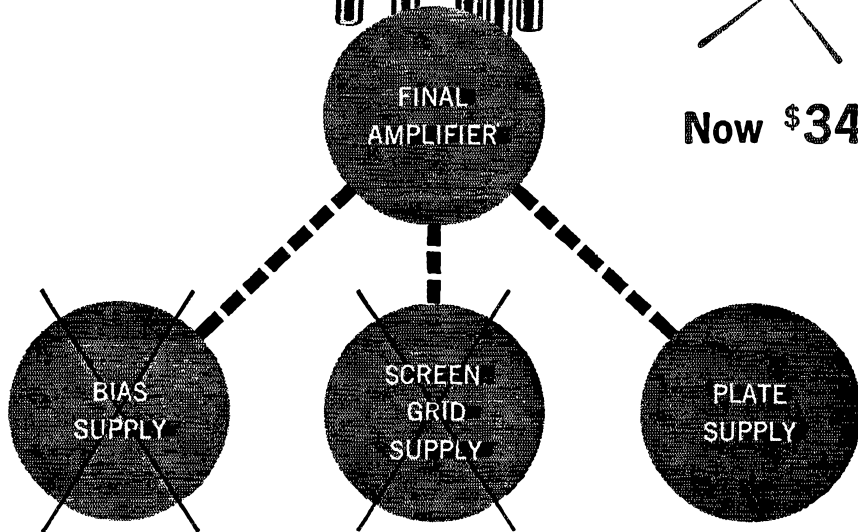 FINAL
AMPLIFIER
Now $34
BIAS
SUPPLY
SCREEN
GRID
SUPPLY
PLATE
SUPPLY